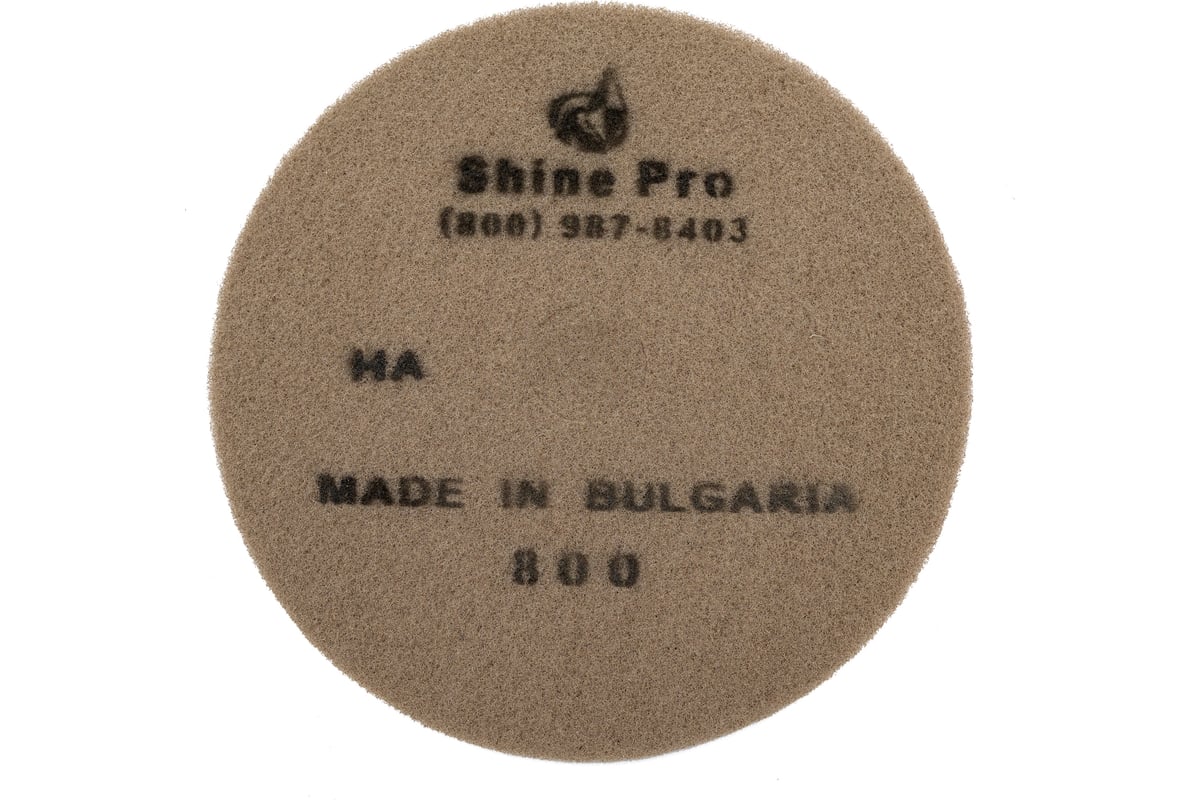 Shine Pro
(800) 987-8403
HA
MADE IN BULGARIA
800